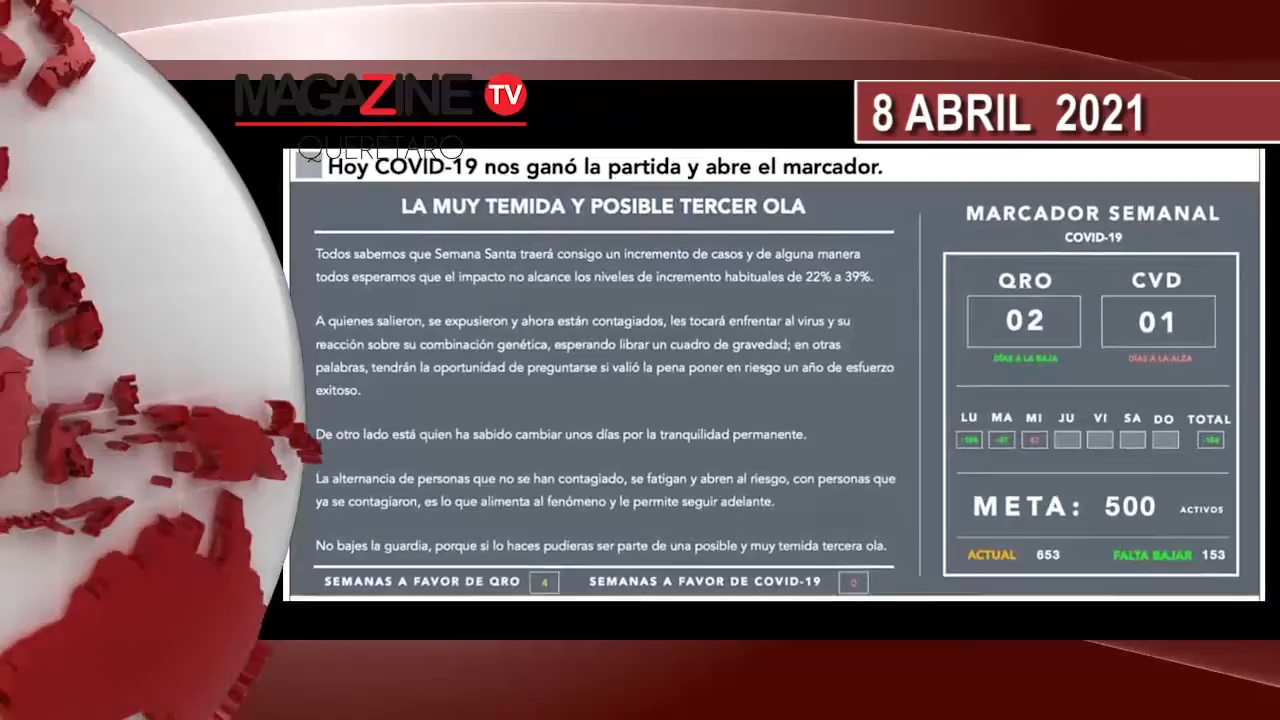 MAGAZINE TV
QUERÉTARO
8 ABRIL 2021
Hoy COVID-19 nos ganó la partida y abre el marcador.
LA MUY TEMIDA Y POSIBLE TERCER OLA
Todos sabemos que Semana Santa traerá consigo un incremento de casos y de alguna manera
todos esperamos que el impacto no alcance los niveles de incremento habituales de 22% a 39%.
A quienes salieron, se expusieron y ahora están contagiados, les tocará enfrentar al virus y su
reacción sobre su combinación genética, esperando librar un cuadro de gravedad; en otras
palabras, tendrán la oportunidad de preguntarse si valió la pena poner en riesgo un año de esfuerzo
exitoso.
De otro lado está quien ha sabido cambiar unos días por la tranquilidad permanente.
La alternancia de personas que no se han contagiado, se fatigan y abren al riesgo, con personas que
ya se contagiaron, es lo que alimenta al fenómeno y le permite seguir adelante.
No bajes la guardia, porque si lo haces pudieras ser parte de una posible y muy temida tercera ola.
SEMANAS A FAVOR DE QRO 4 SEMANAS A FAVOR DE COVID-19 0
MARCADOR SEMANAL
COVID-19
QRO CVD
02 01
DÍAS A LA BAJA DÍAS A LA ALZA
LU MA MI JU VI SA DO TOTAL
META: 500 ACTIVOS
ACTUAL 653 FALTA BAJAR 153